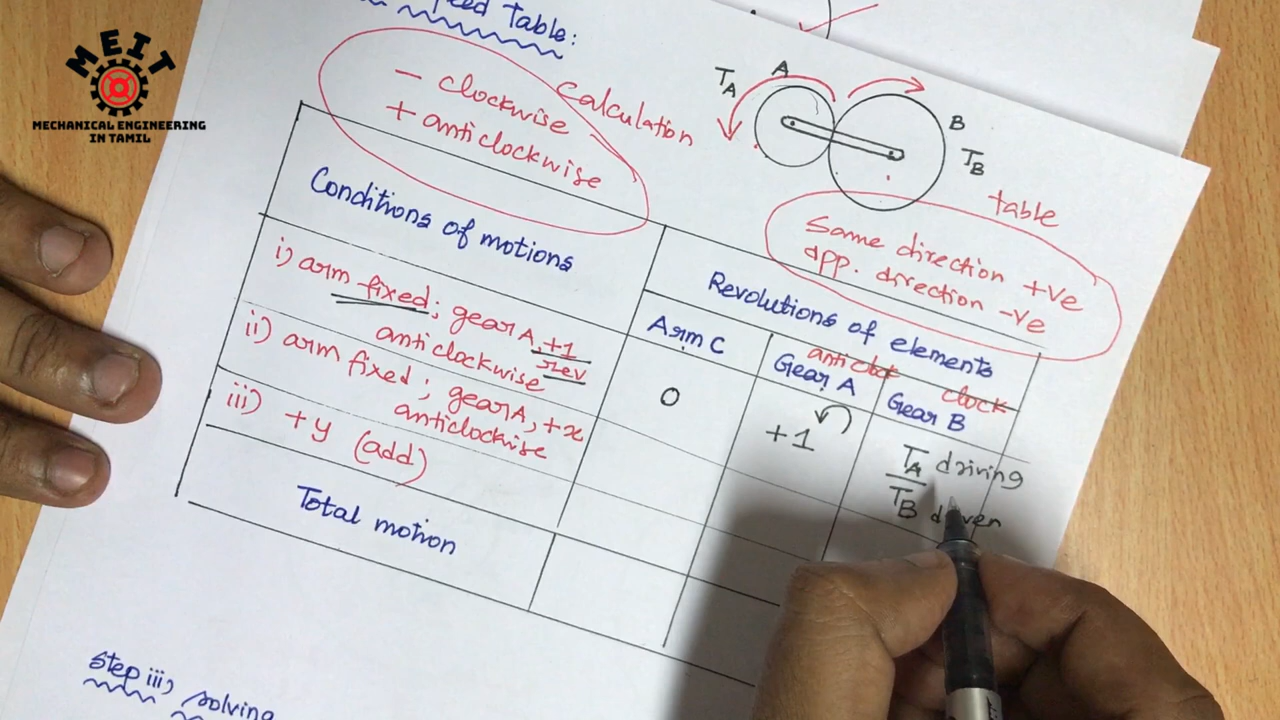 MEIT
MECHANICAL ENGINEERING
IN TAMIL
Table:
- clockwise
+ anticlockwise
calculation
TA
A
B
TB
table
Same direction +ve
opp. direction -ve
Conditions of motions
Revolutions of elements
Arm C
anticlock
Gear A
clock
Gear B
i) arm fixed; gear A, +1
rev
anticlockwise
0
+1
TA driving
TB driven
ii) arm fixed; gear A, +x
anticlockwise
iii) +y (add)
Total motion
Step iii) solving